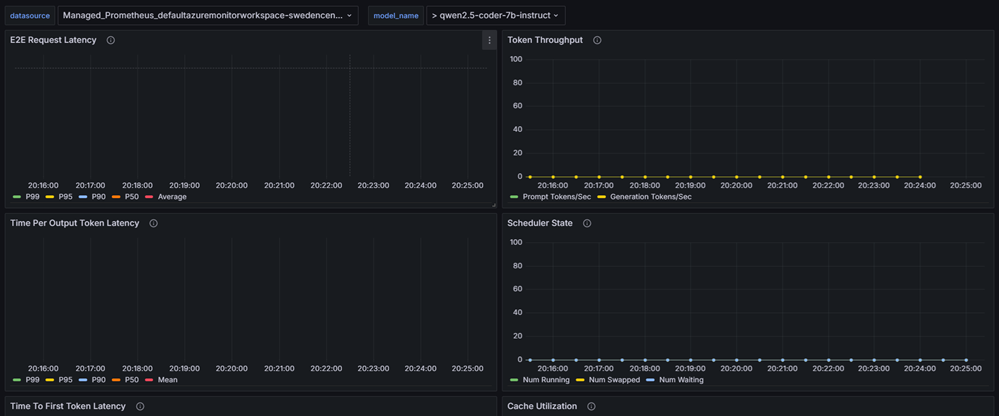 datasource Managed_Prometheus_defaultazuremonitorworkspace-swedencen... model_name > qwen2.5-coder-7b-instruct
E2E Request Latency
20:16:00 20:17:00 20:18:00 20:19:00 20:20:00 20:21:00 20:22:00 20:23:00 20:24:00 20:25:00
P99 P95 P90 P50 Average
Token Throughput
100
80
60
40
20
0
20:16:00 20:17:00 20:18:00 20:19:00 20:20:00 20:21:00 20:22:00 20:23:00 20:24:00 20:25:00
Prompt Tokens/Sec Generation Tokens/Sec
Time Per Output Token Latency
20:16:00 20:17:00 20:18:00 20:19:00 20:20:00 20:21:00 20:22:00 20:23:00 20:24:00 20:25:00
P99 P95 P90 P50 Mean
Scheduler State
100
80
60
40
20
0
20:16:00 20:17:00 20:18:00 20:19:00 20:20:00 20:21:00 20:22:00 20:23:00 20:24:00 20:25:00
Num Running Num Swapped Num Waiting
Time To First Token Latency
Cache Utilization